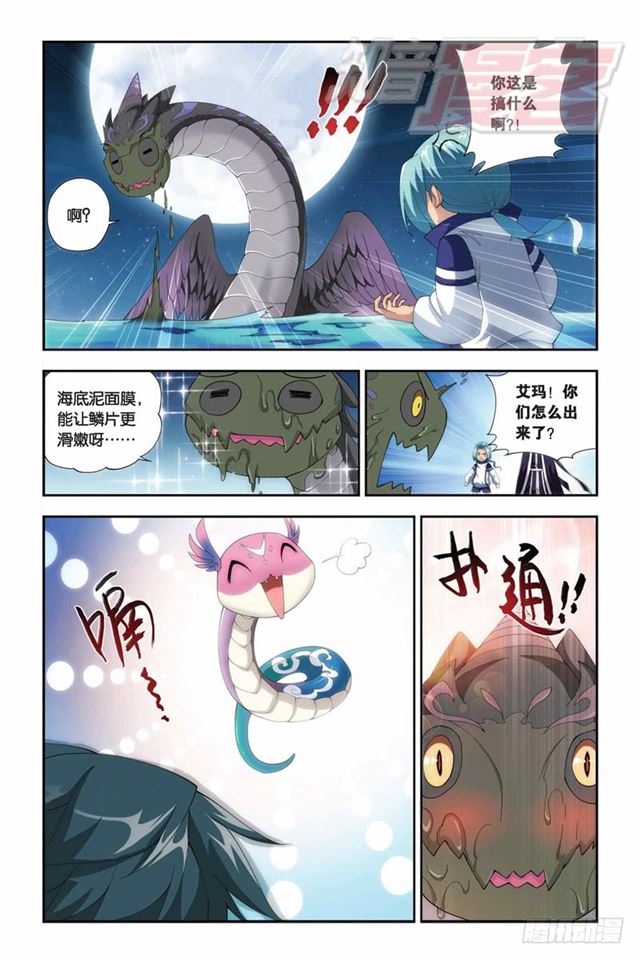 你这是
搞什么
啊？！
！！！
啊？
海底泥面膜，
能让鳞片更
滑嫩呀……
艾玛！你
们怎么出
来了？
嗝
扑通！！
腾讯动漫